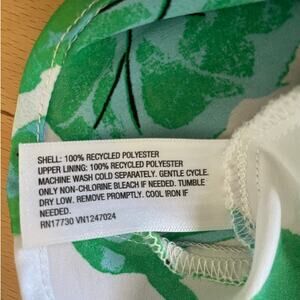 SHELL: 100% RECYCLED POLYESTER
UPPER LINING: 100% RECYCLED POLYESTER
MACHINE WASH COLD SEPARATELY. GENTLE CYCLE.
ONLY NON-CHLORINE BLEACH IF NEEDED. TUMBLE
DRY LOW. REMOVE PROMPTLY. COOL IRON IF
NEEDED.
RN17730 VN1247024